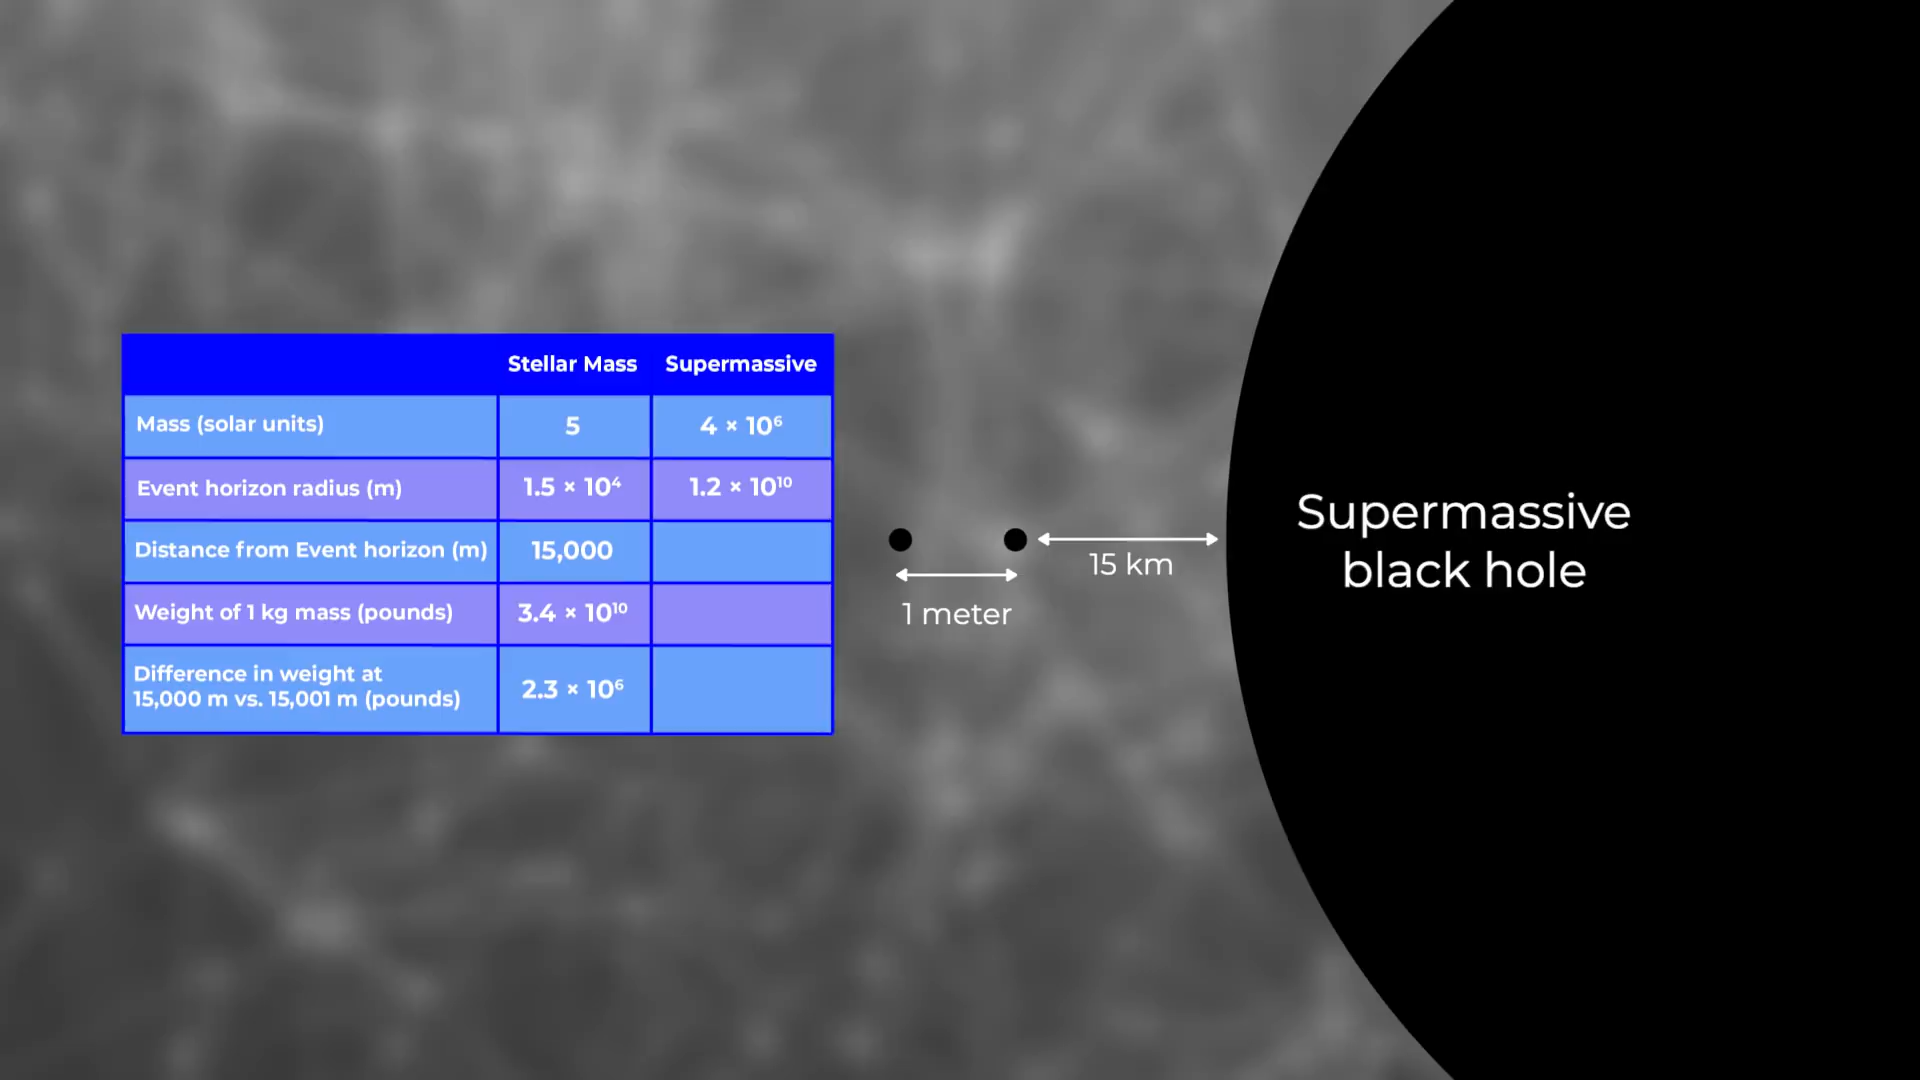 Stellar Mass Supermassive
Mass (solar units) 5 4 × 10⁶
Event horizon radius (m) 1.5 × 10⁴ 1.2 × 10¹⁰
Distance from Event horizon (m) 15,000
Weight of 1 kg mass (pounds) 3.4 × 10¹⁰
Difference in weight at
15,000 m vs. 15,001 m (pounds) 2.3 × 10⁶
15 km
1 meter
Supermassive
black hole